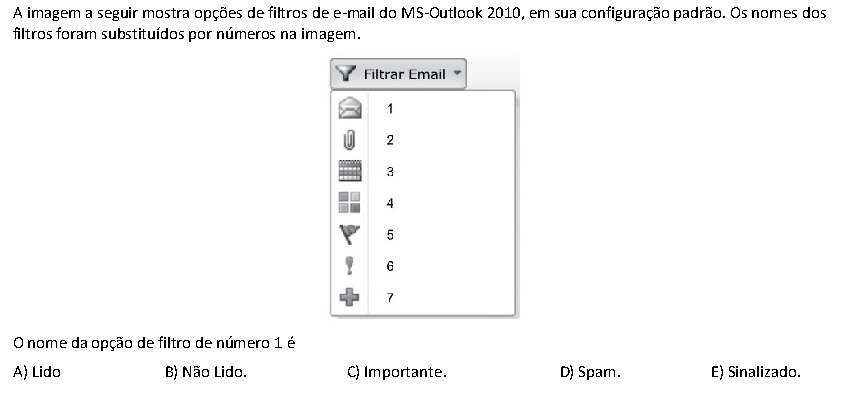 A imagem a seguir mostra opções de filtros de e-mail do MS-Outlook 2010, em sua configuração padrão. Os nomes dos
filtros foram substituídos por números na imagem.
Filtrar Email
1
2
3
4
5
6
7
O nome da opção de filtro de número 1 é
A) Lido B) Não Lido. C) Importante. D) Spam. E) Sinalizado.